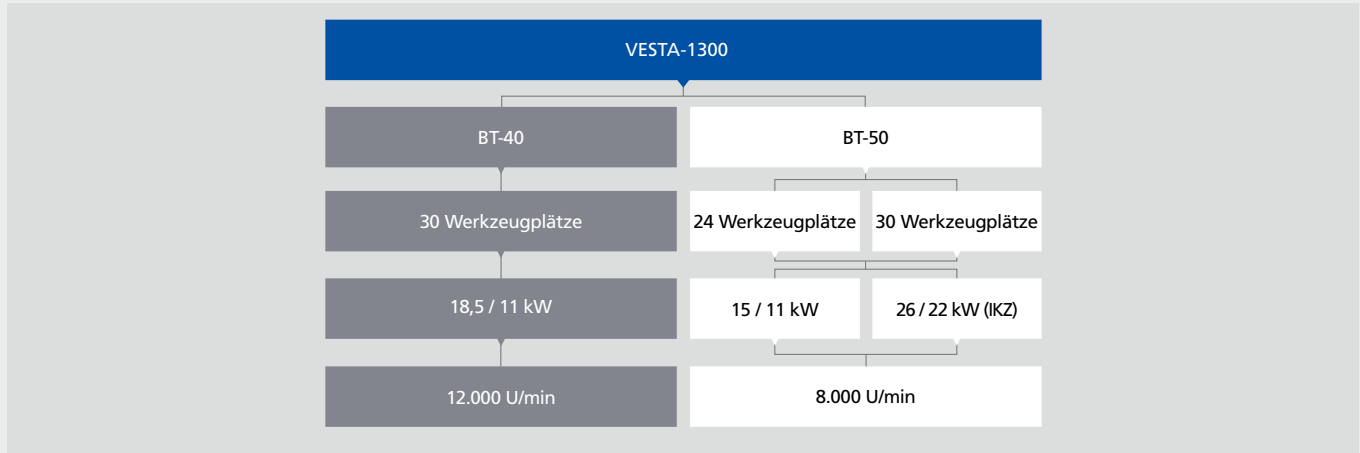 VESTA-1300
BT-40
BT-50
30 Werkzeugplätze
24 Werkzeugplätze
30 Werkzeugplätze
18,5 / 11 kW
15 / 11 kW
26 / 22 kW (IKZ)
12.000 U/min
8.000 U/min